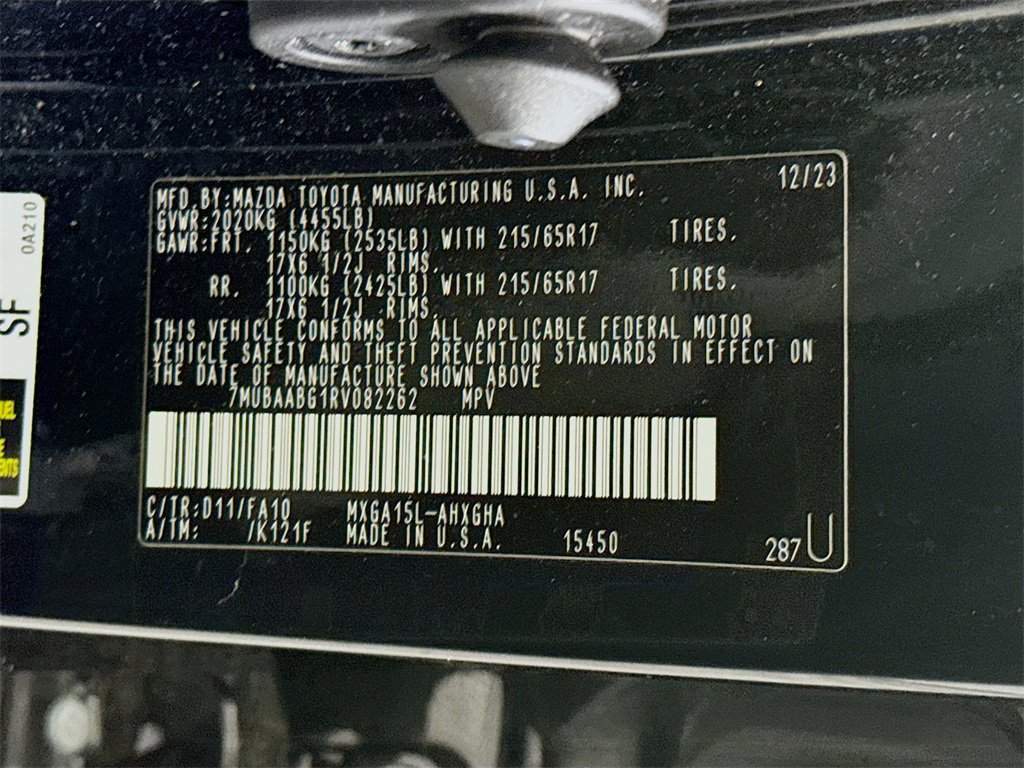 MFD.BY:MAZDA TOYOTA MANUFACTURING U.S.A. INC. 12/23
GVWR:2020KG (4455LB)
GAWR:FRT. 1150KG (2535LB) WITH 215/65R17 TIRES,
17X6 1/2J RIMS,
RR. 1100KG (2425LB) WITH 215/65R17 TIRES,
17X6 1/2J RIMS.
THIS VEHICLE CONFORMS TO ALL APPLICABLE FEDERAL MOTOR
VEHICLE SAFETY AND THEFT PREVENTION STANDARDS IN EFFECT ON
THE DATE OF MANUFACTURE SHOWN ABOVE
7MUBAABG1RV082262 MPV
C/TR:D11/FA10 MXGA15L-AHXGHA
A/TM: /K121F MADE IN U.S.A. 15450 287 U
0A210
SF